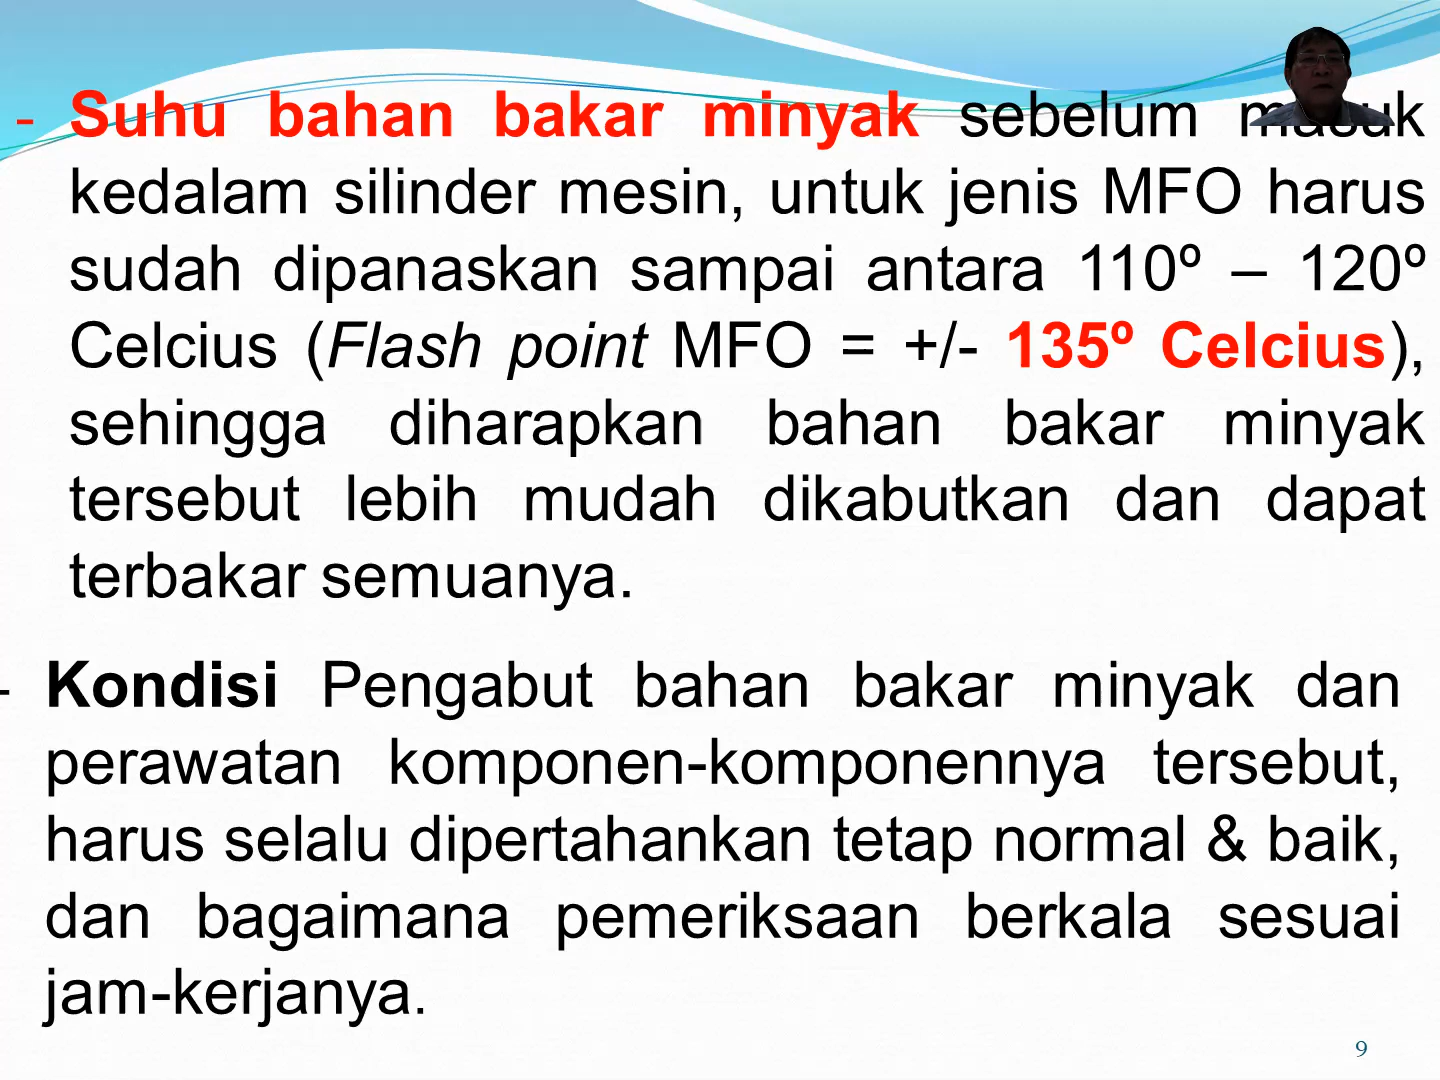 - Suhu bahan bakar minyak sebelum masuk
kedalam silinder mesin, untuk jenis MFO harus
sudah dipanaskan sampai antara 110º – 120º
Celcius (Flash point MFO = +/- 135º Celcius),
sehingga diharapkan bahan bakar minyak
tersebut lebih mudah dikabutkan dan dapat
terbakar semuanya.
- Kondisi Pengabut bahan bakar minyak dan
perawatan komponen-komponennya tersebut,
harus selalu dipertahankan tetap normal & baik,
dan bagaimana pemeriksaan berkala sesuai
jam-kerjanya.
9